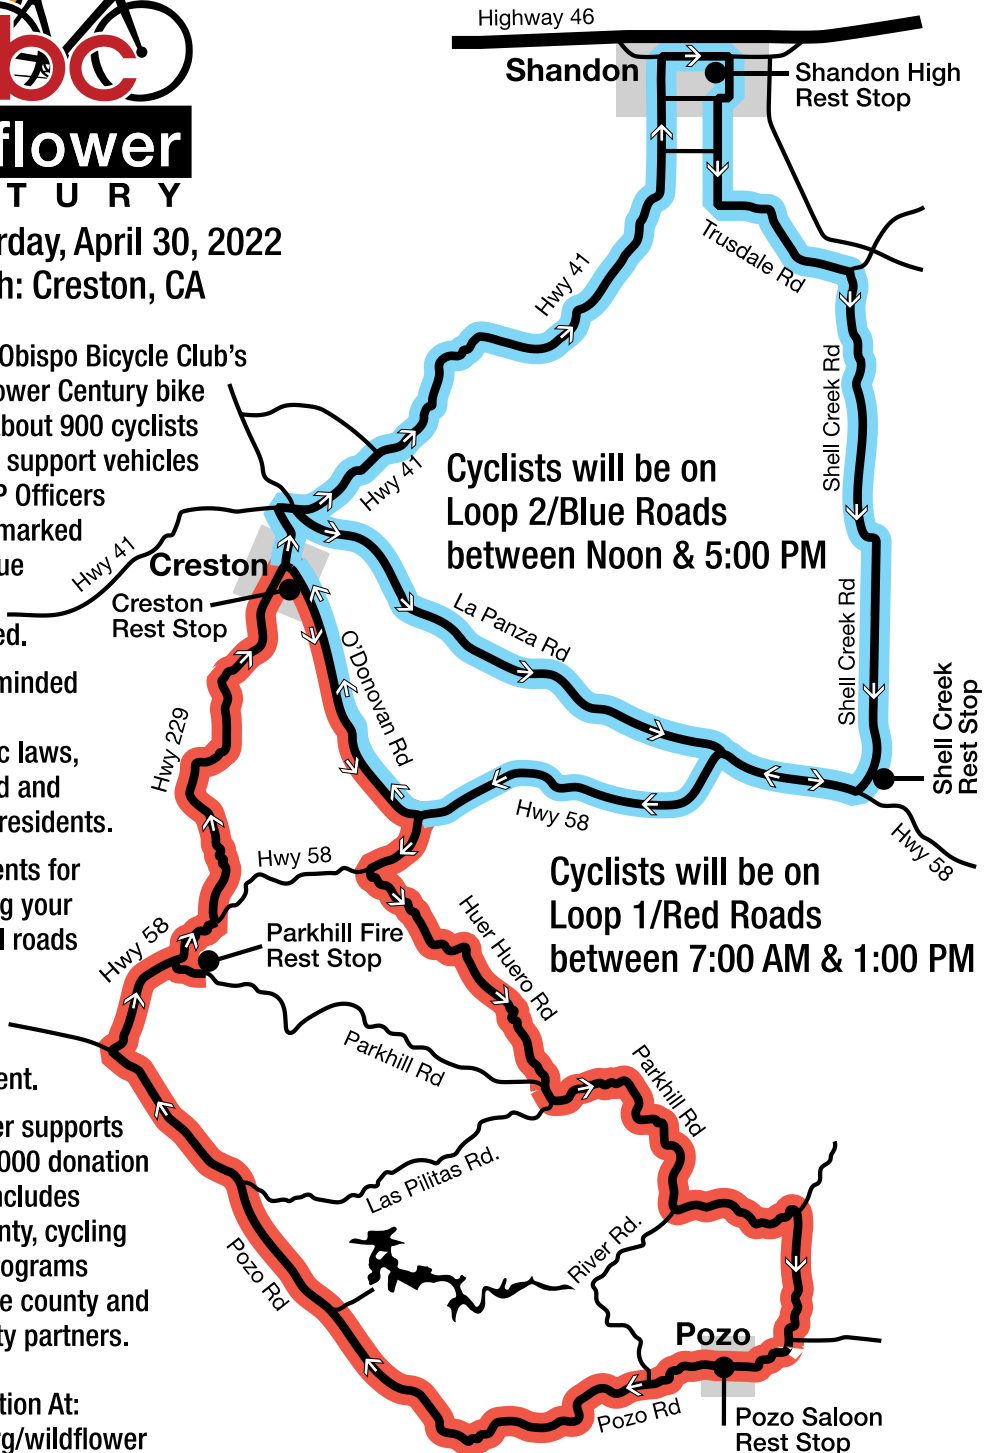 bc
flower
T U R Y
rday, April 30, 2022
h: Creston, CA
Obispo Bicycle Club's
ower Century bike
bout 900 cyclists
support vehicles
P Officers
marked
ue
ed.
minded
c laws,
d and
residents.
ents for
g your
l roads
ent.
er supports
000 donation
ncludes
nty, cycling
ograms
e county and
ty partners.
tion At:
rg/wildflower
Highway 46
Shandon
Shandon High
Rest Stop
Trusdale Rd
Hwy 41
Shell Creek Rd
Hwy 41
Cyclists will be on
Loop 2/Blue Roads
between Noon & 5:00 PM
Hwy 41
Creston
Creston
Rest Stop
La Panza Rd
O'Donovan Rd
Shell Creek Rd
Shell Creek
Rest Stop
Hwy 229
Hwy 58
Hwy 58
Hwy 58
Cyclists will be on
Loop 1/Red Roads
between 7:00 AM & 1:00 PM
Huer Huero Rd
Hwy 58
Parkhill Fire
Rest Stop
Parkhill Rd
Parkhill Rd
Las Pilitas Rd.
River Rd.
Pozo Rd
Pozo
Pozo Rd
Pozo Saloon
Rest Stop